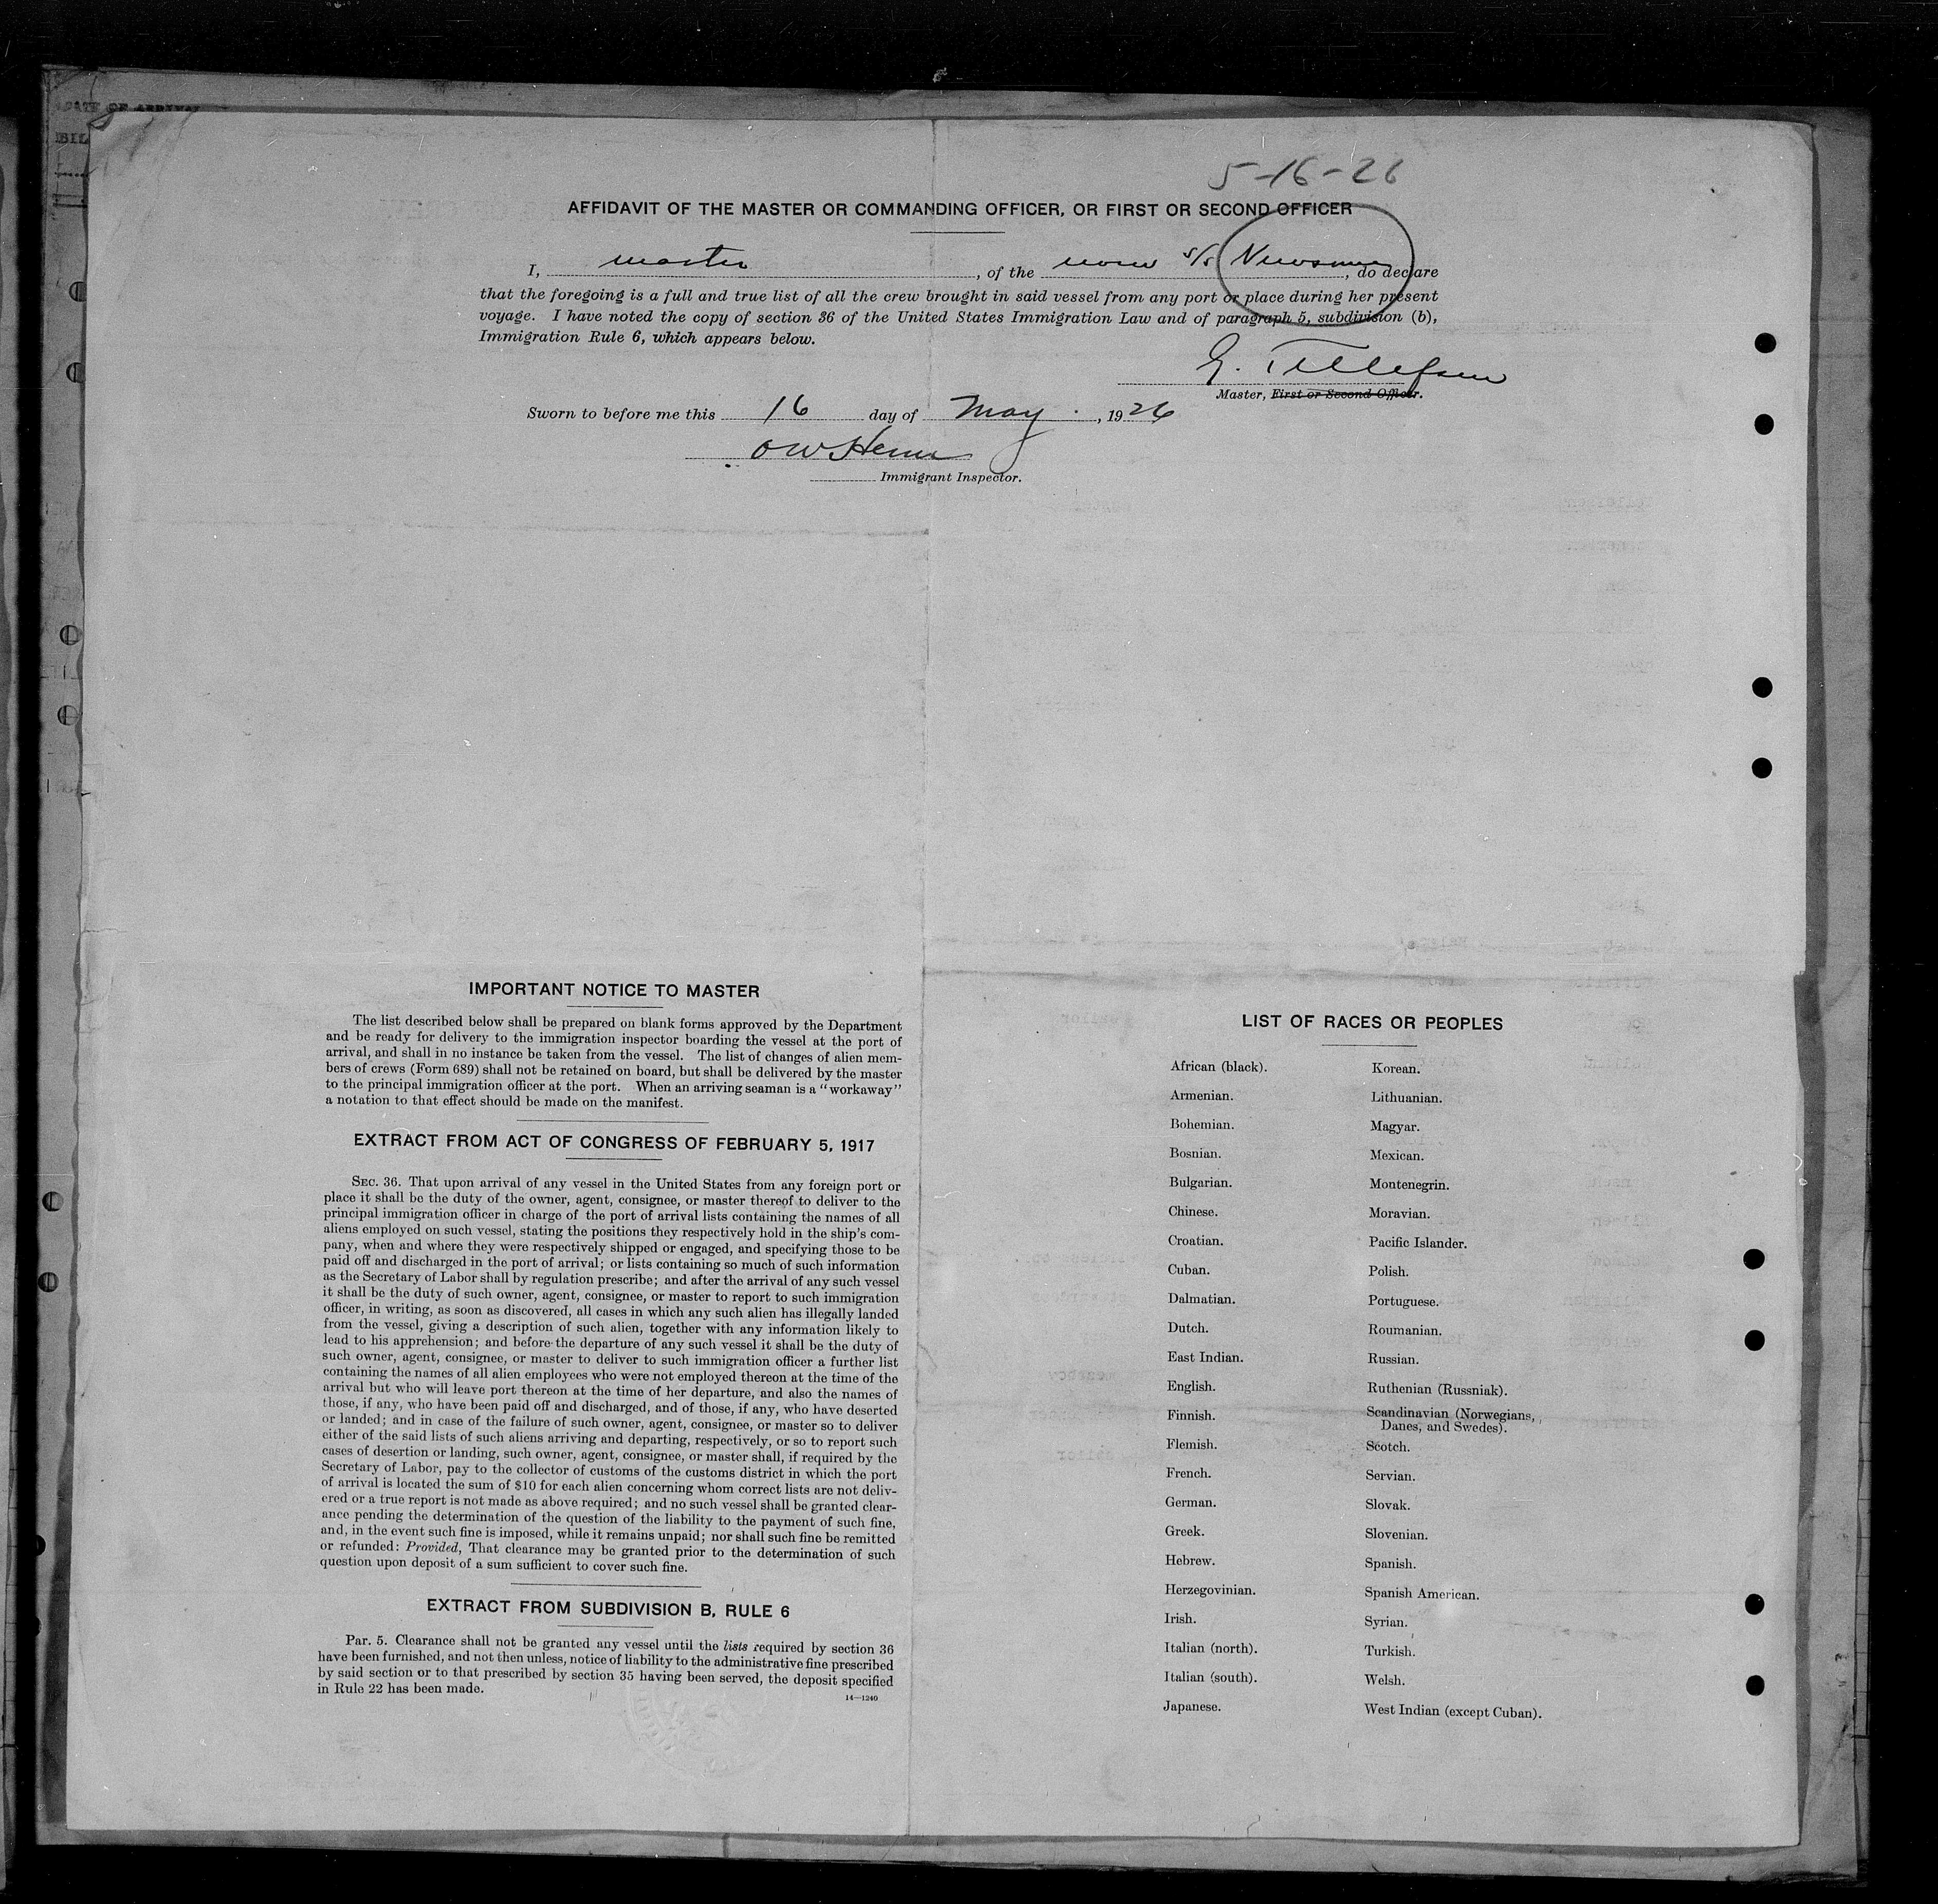 DATE OF ARRIVAL
5-16-26
AFFIDAVIT OF THE MASTER OR COMMANDING OFFICER, OR FIRST OR SECOND OFFICER
I, master, of the norw s/s, do declare
that the foregoing is a full and true list of all the crew brought in said vessel from any port or place during her present
voyage. I have noted the copy of section 36 of the United States Immigration Law and of paragraph 5, subdivision (b),
Immigration Rule 6, which appears below.
Master, First or Second Officer.
Sworn to before me this 16 day of May, 1926
Immigrant Inspector.
IMPORTANT NOTICE TO MASTER
The list described below shall be prepared on blank forms approved by the Department
and be ready for delivery to the immigration inspector boarding the vessel at the port of
arrival, and shall in no instance be taken from the vessel. The list of changes of alien mem-
bers of crews (Form 689) shall not be retained on board, but shall be delivered by the master
to the principal immigration officer at the port. When an arriving seaman is a "workaway"
a notation to that effect should be made on the manifest.
EXTRACT FROM ACT OF CONGRESS OF FEBRUARY 5, 1917
SEC. 36. That upon arrival of any vessel in the United States from any foreign port or
place it shall be the duty of the owner, agent, consignee, or master thereof to deliver to the
principal immigration officer in charge of the port of arrival lists containing the names of all
aliens employed on such vessel, stating the positions they respectively hold in the ship's com-
pany, when and where they were respectively shipped or engaged, and specifying those to be
paid off and discharged in the port of arrival; or lists containing so much of such information
as the Secretary of Labor shall by regulation prescribe; and after the arrival of any such vessel
it shall be the duty of such owner, agent, consignee, or master to report to such immigration
officer, in writing, as soon as discovered, all cases in which any such alien has illegally landed
from the vessel, giving a description of such alien, together with any information likely to
lead to his apprehension; and before the departure of any such vessel it shall be the duty of
such owner, agent, consignee, or master to deliver to such immigration officer a further list
containing the names of all alien employees who were not employed thereon at the time of the
arrival but who will leave port thereon at the time of her departure, and also the names of
those, if any, who have been paid off and discharged, and of those, if any, who have deserted
or landed; and in case of the failure of such owner, agent, consignee, or master so to deliver
either of the said lists of such aliens arriving and departing, respectively, or so to report such
cases of desertion or landing, such owner, agent, consignee, or master shall, if required by the
Secretary of Labor, pay to the collector of customs of the customs district in which the port
of arrival is located the sum of $10 for each alien concerning whom correct lists are not deliv-
ered or a true report is not made as above required; and no such vessel shall be granted clear-
ance pending the determination of the question of the liability to the payment of such fine,
and, in the event such fine is imposed, while it remains unpaid; nor shall such fine be remitted
or refunded: Provided, That clearance may be granted prior to the determination of such
question upon deposit of a sum sufficient to cover such fine.
EXTRACT FROM SUBDIVISION B, RULE 6
Par. 5. Clearance shall not be granted any vessel until the lists required by section 36
have been furnished, and not then unless, notice of liability to the administrative fine prescribed
by said section or to that prescribed by section 35 having been served, the deposit specified
in Rule 22 has been made.
14—1240
LIST OF RACES OR PEOPLES
African (black).
Armenian.
Bohemian.
Bosnian.
Bulgarian.
Chinese.
Croatian.
Cuban.
Dalmatian.
Dutch.
East Indian.
English.
Finnish.
Flemish.
French.
German.
Greek.
Hebrew.
Herzegovinian.
Irish.
Italian (north).
Italian (south).
Japanese.
Korean.
Lithuanian.
Magyar.
Mexican.
Montenegrin.
Moravian.
Pacific Islander.
Polish.
Portuguese.
Roumanian.
Russian.
Ruthenian (Russniak).
Scandinavian (Norwegians,
Danes, and Swedes).
Scotch.
Servian.
Slovak.
Slovenian.
Spanish.
Spanish American.
Syrian.
Turkish.
Welsh.
West Indian (except Cuban).